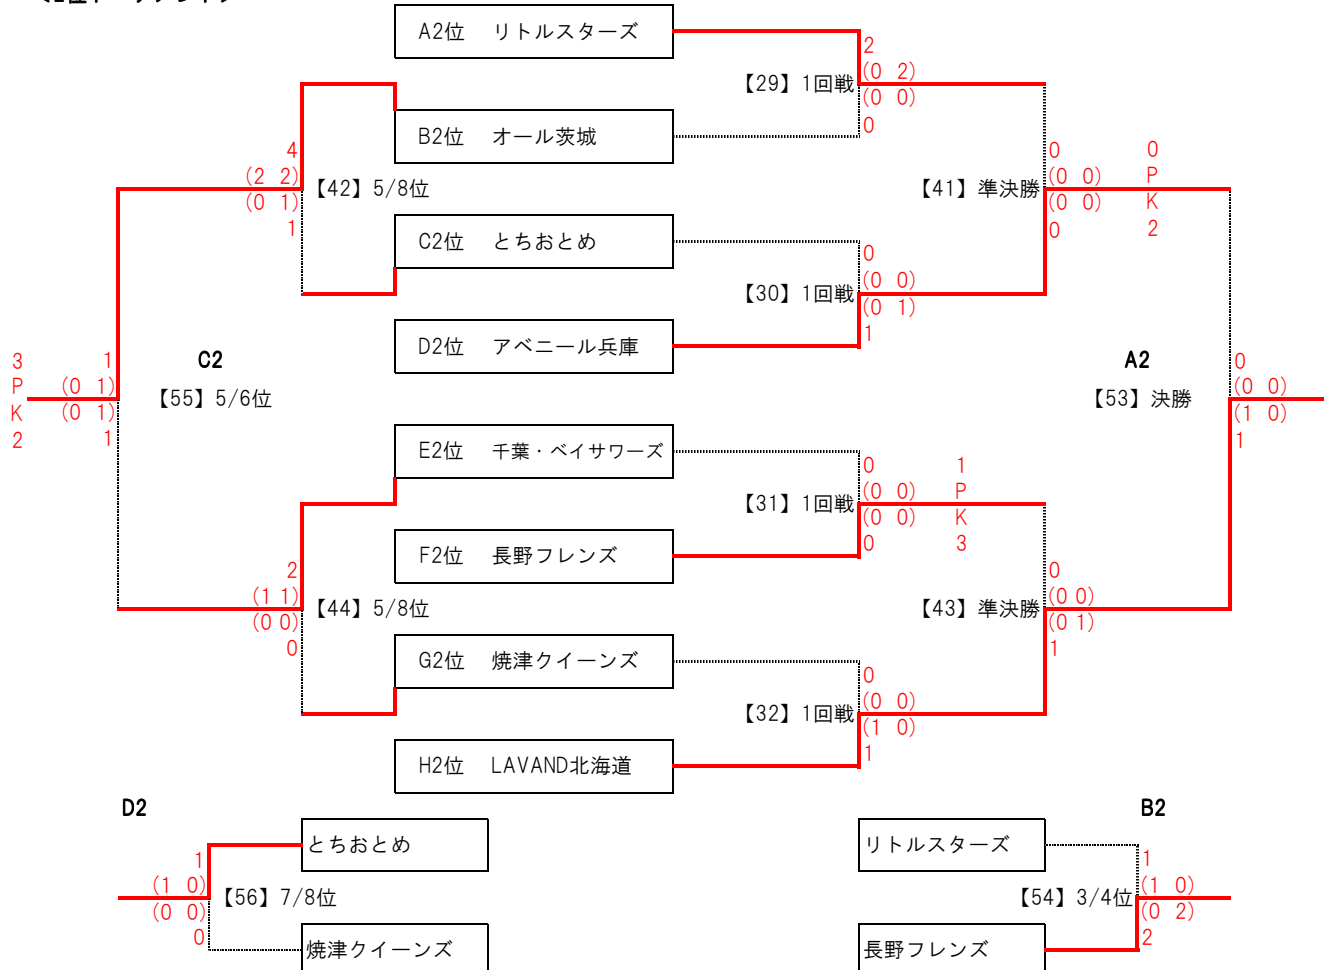 A2位 リトルスターズ
2
(0 2)
【29】1回戦
(0 0)
0
B2位 オール茨城
4
(2 2)
【42】5/8位
(0 1)
1
0
(0 0)
【41】準決勝
(0 0)
0
0
P
K
2
C2位 とちおとめ
0
(0 0)
【30】1回戦
(0 1)
1
D2位 アベニール兵庫
3
P
K
2
1
(0 1)
(0 1)
1
C2
【55】5/6位
A2
【53】決勝
0
(0 0)
(1 0)
1
E2位 千葉・ベイサワーズ
0
(0 0)
【31】1回戦
(0 0)
0
1
P
K
3
F2位 長野フレンズ
2
(1 1)
【44】5/8位
(0 0)
0
0
(0 0)
【43】準決勝
(0 1)
1
G2位 焼津クイーンズ
0
(0 0)
【32】1回戦
(1 0)
1
H2位 LAVAND北海道
D2
とちおとめ
1
(1 0)
【56】7/8位
(0 0)
0
焼津クイーンズ
B2
リトルスターズ
1
(1 0)
【54】3/4位
(0 2)
2
長野フレンズ